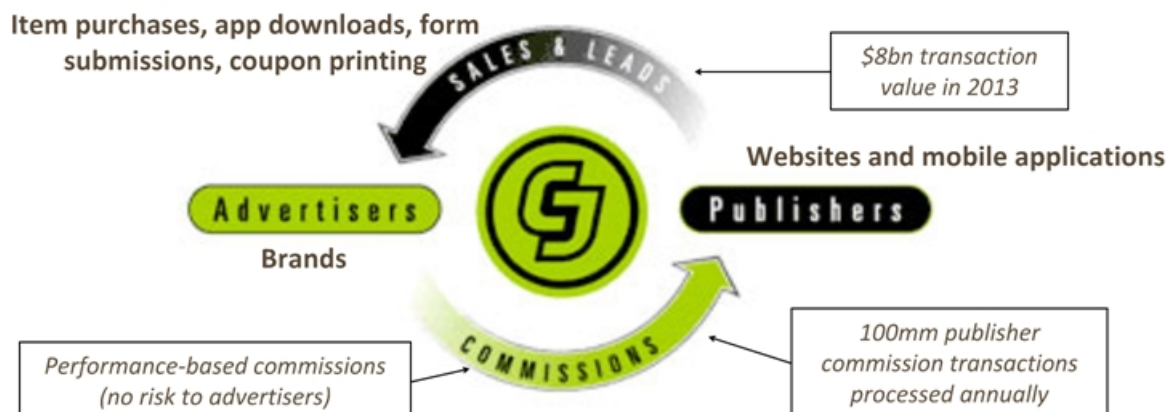 Item purchases, app downloads, form
submissions, coupon printing
SALES & LEADS
$8bn transaction
value in 2013
Websites and mobile applications
Advertisers
CJ
Publishers
Brands
COMMISSIONS
Performance-based commissions
(no risk to advertisers)
100mm publisher
commission transactions
processed annually